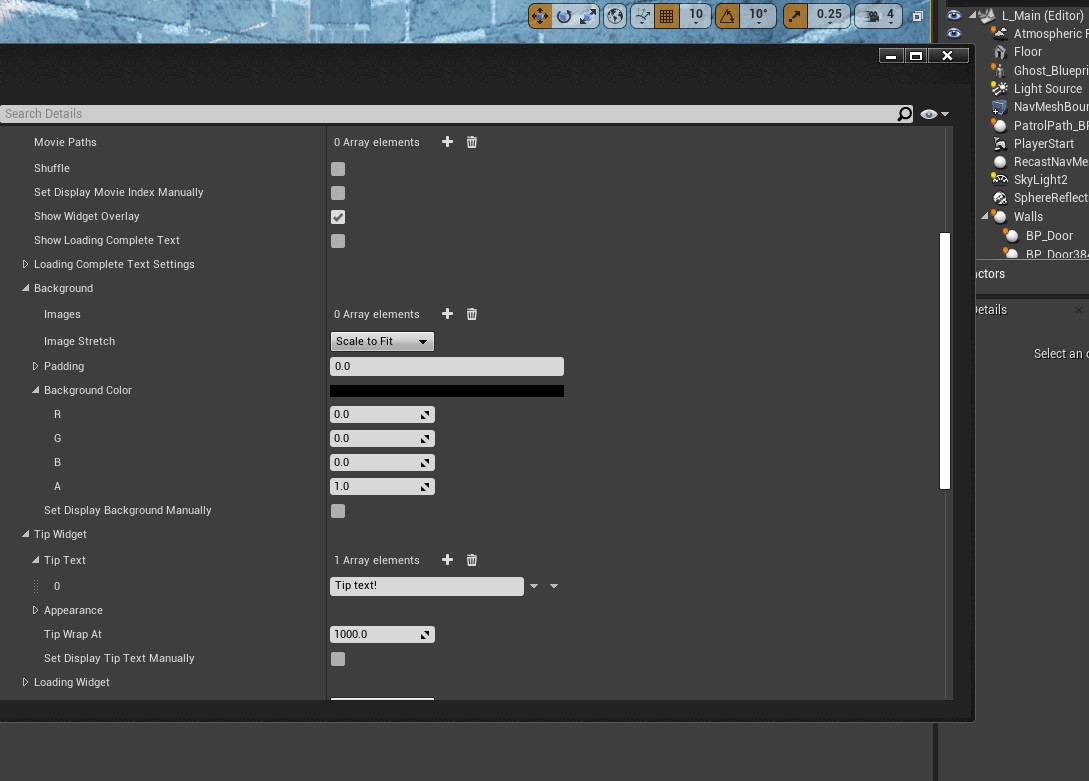 10 10° 0.25 4
L_Main (Editor)
Atmospheric F
Floor
Ghost_Bluepri
Light Source
NavMeshBour
PatrolPath_BP
PlayerStart
RecastNavMe
SkyLight2
SphereReflect
Walls
BP_Door
BP_Door384
actors
Details
Select an o
Search Details
Movie Paths 0 Array elements
Shuffle
Set Display Movie Index Manually
Show Widget Overlay
Show Loading Complete Text
Loading Complete Text Settings
Background
Images 0 Array elements
Image Stretch Scale to Fit
Padding 0.0
Background Color
R 0.0
G 0.0
B 0.0
A 1.0
Set Display Background Manually
Tip Widget
Tip Text 1 Array elements
0 Tip text!
Appearance
Tip Wrap At 1000.0
Set Display Tip Text Manually
Loading Widget